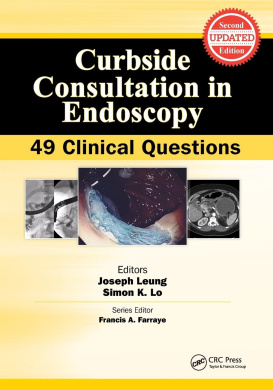 Second
UPDATED
Edition
Curbside
Consultation in
Endoscopy
49 Clinical Questions
Editors
Joseph Leung
Simon K. Lo
Series Editor
Francis A. Farraye
CRC
CRC Press
Taylor & Francis Group